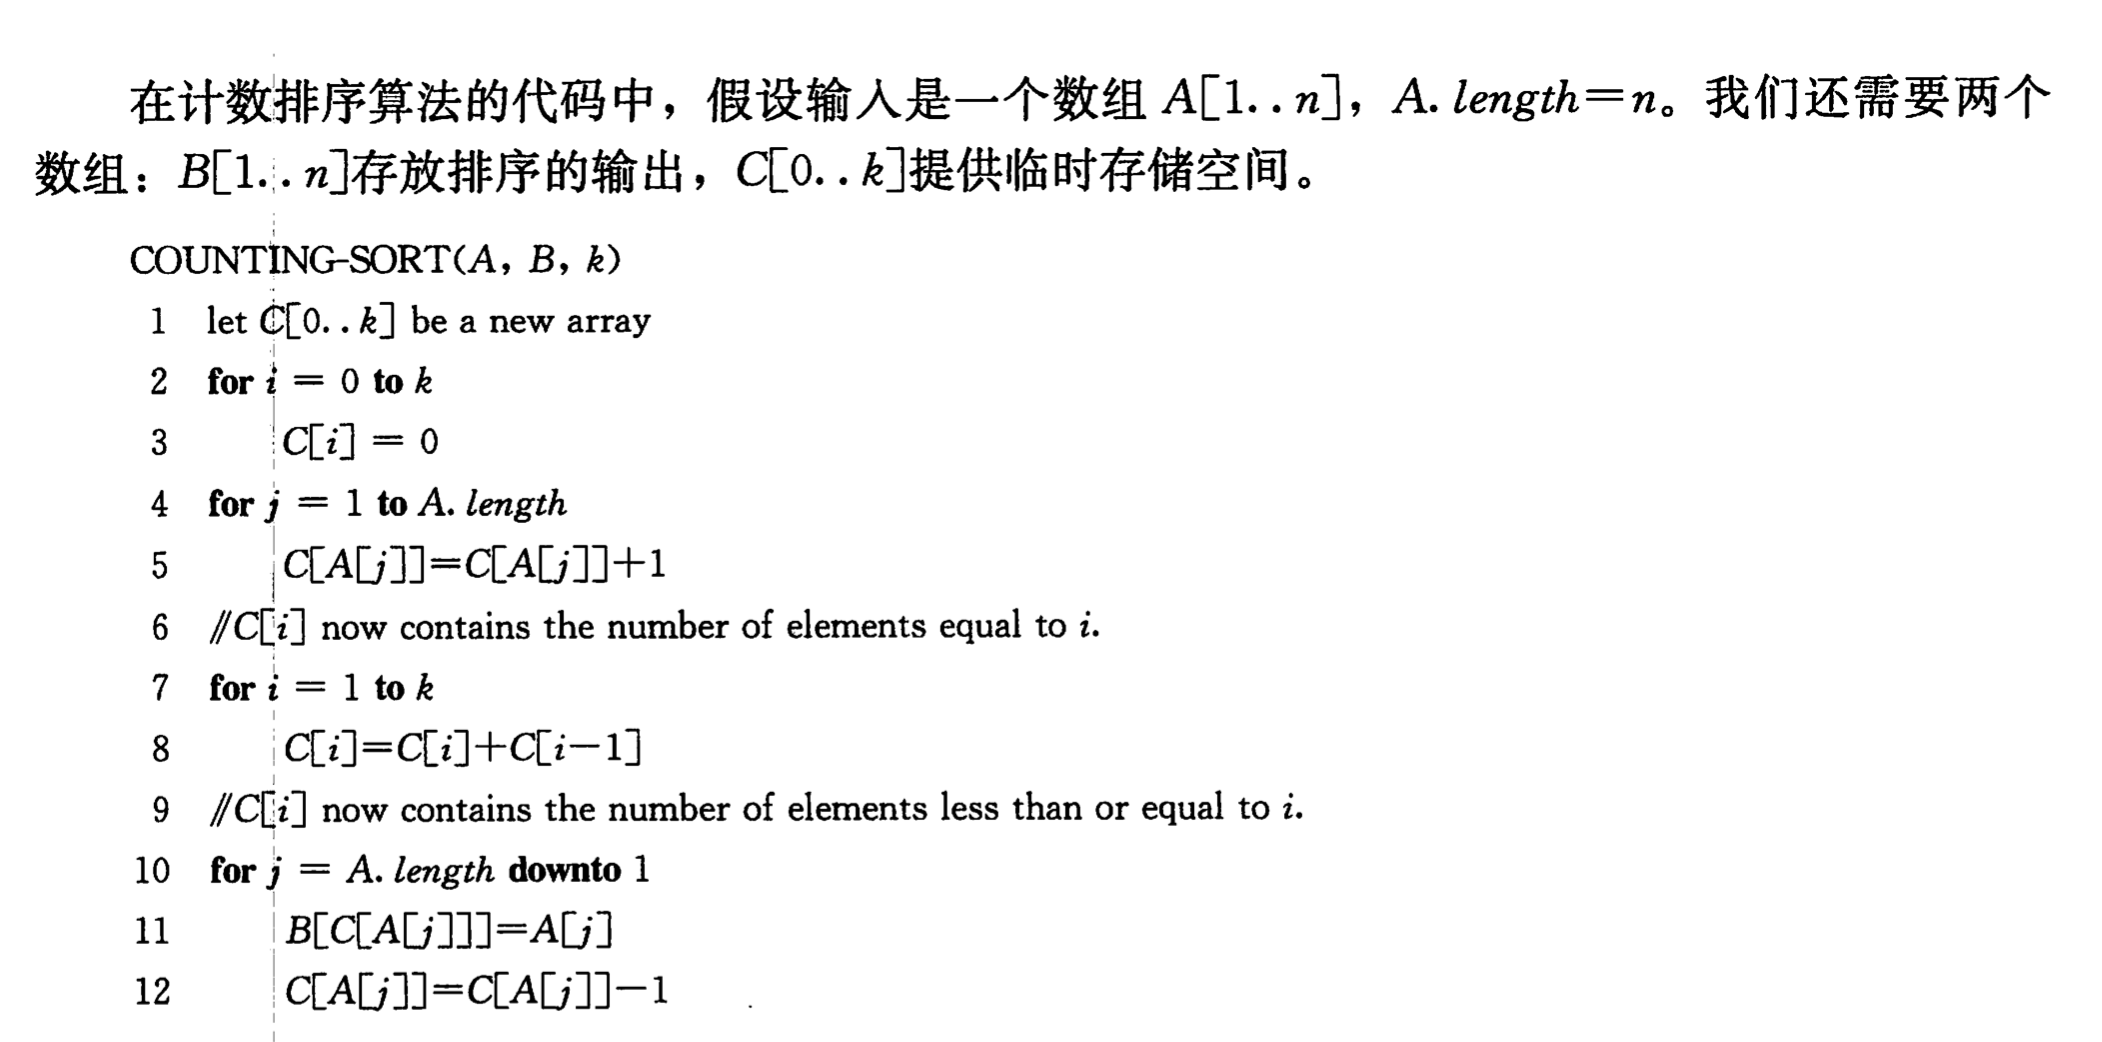 在计数排序算法的代码中，假设输入是一个数组 A[1..n]，A.length=n。我们还需要两个
数组：B[1..n]存放排序的输出，C[0..k]提供临时存储空间。
COUNTING-SORT(A, B, k)
1 let C[0..k] be a new array
2 for i = 0 to k
3 C[i] = 0
4 for j = 1 to A.length
5 C[A[j]]=C[A[j]]+1
6 //C[i] now contains the number of elements equal to i.
7 for i = 1 to k
8 C[i]=C[i]+C[i-1]
9 //C[i] now contains the number of elements less than or equal to i.
10 for j = A.length downto 1
11 B[C[A[j]]]=A[j]
12 C[A[j]]=C[A[j]]-1